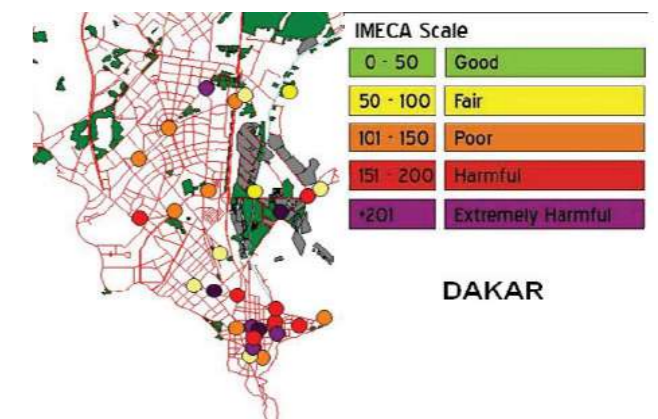 IMECA Scale
0 - 50 Good
50 - 100 Fair
101 - 150 Poor
151 - 200 Harmful
+201 Extremely Harmful
DAKAR